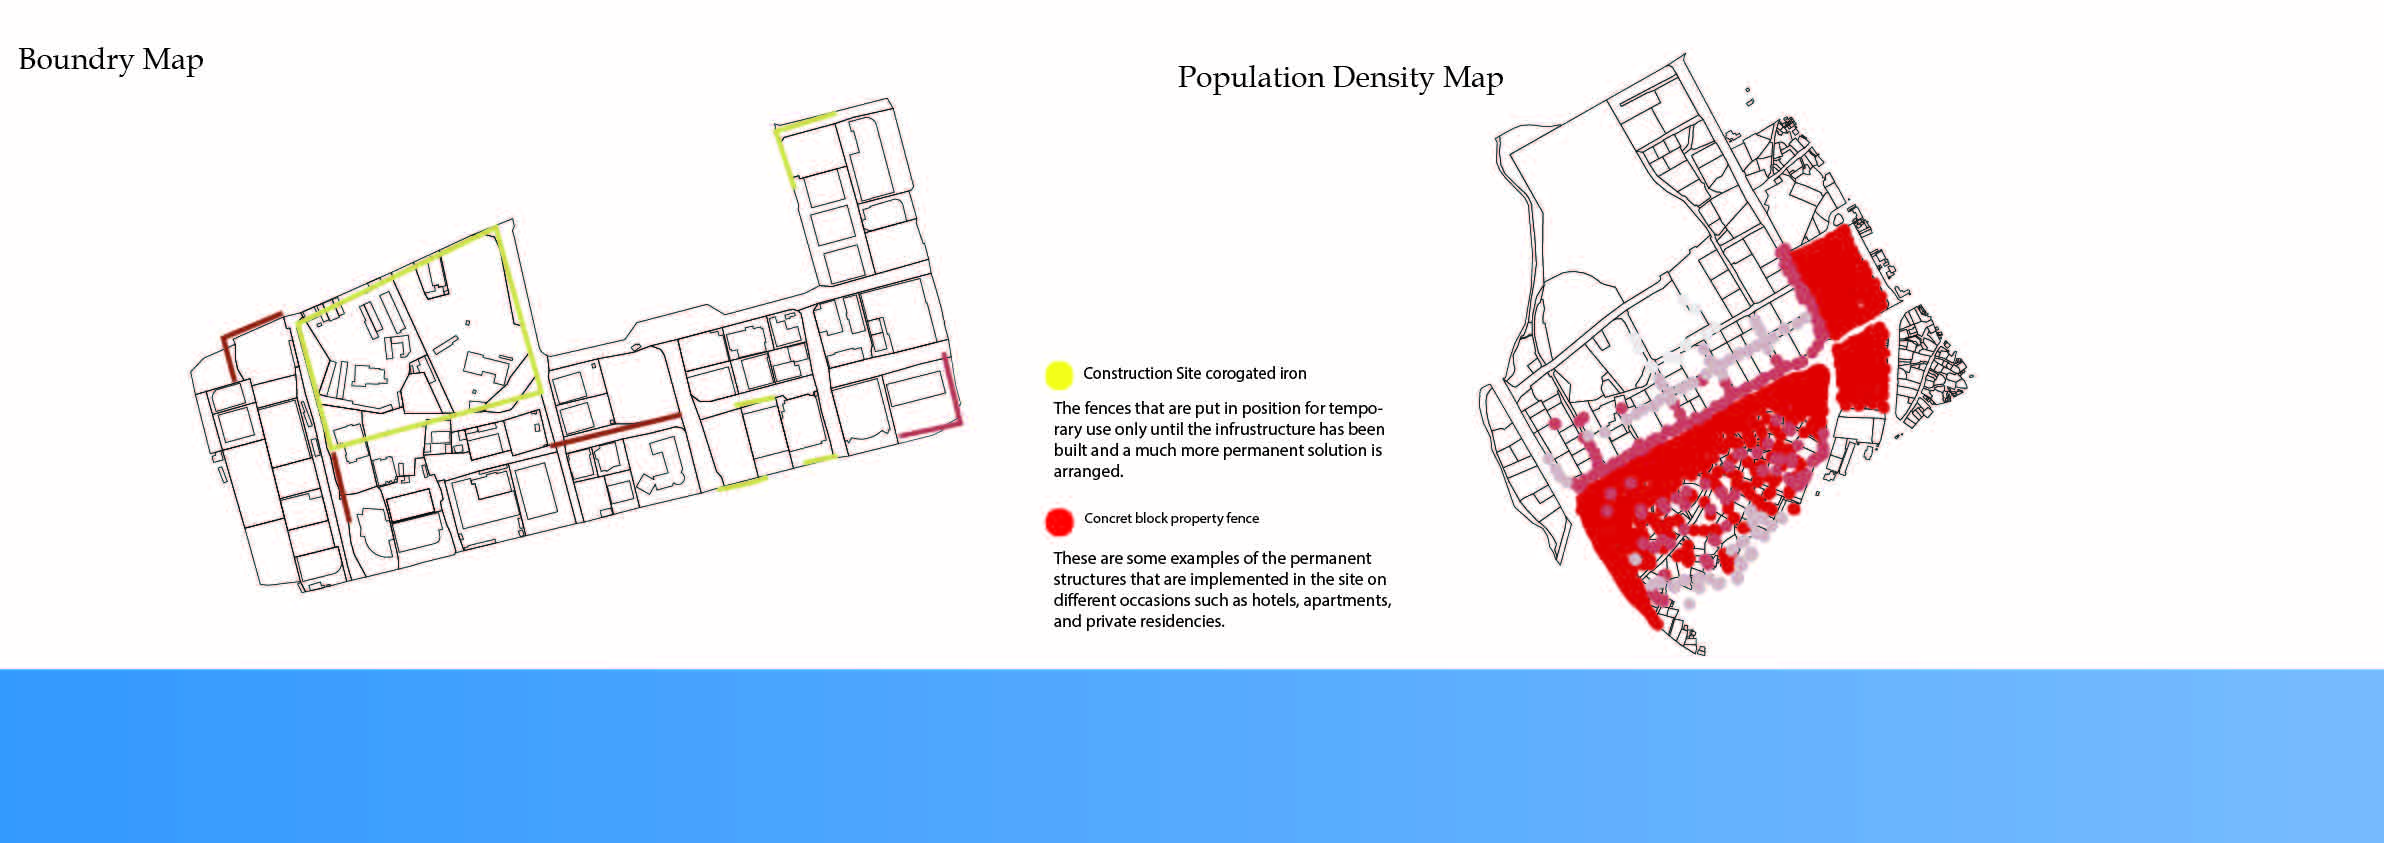 Boundry Map
Population Density Map
Construction Site corogated iron
The fences that are put in position for tempo-
rary use only until the infrustructure has been
built and a much more permanent solution is
arranged.
Concret block property fence
These are some examples of the permanent
structures that are implemented in the site on
different occasions such as hotels, apartments,
and private residencies.